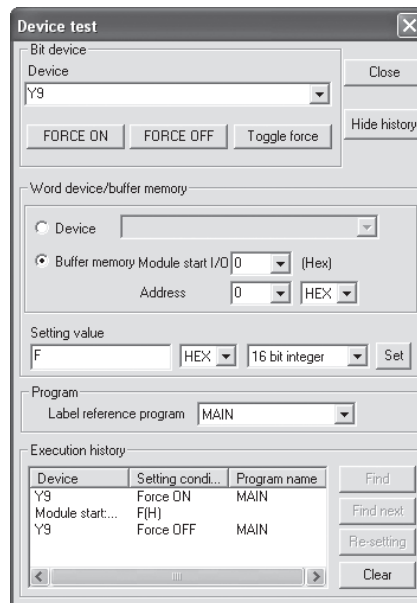 Device test
Bit device
Device
Y9
Close
FORCE ON FORCE OFF Toggle force
Hide history
Word device/buffer memory
Device
Buffer memory Module start I/O 0 (Hex)
Address 0 HEX
Setting value
F HEX 16 bit integer Set
Program
Label reference program MAIN
Execution history
Device Setting condi... Program name
Y9 Force ON MAIN
Module start:... F(H)
Y9 Force OFF MAIN
Find
Find next
Re-setting
Clear